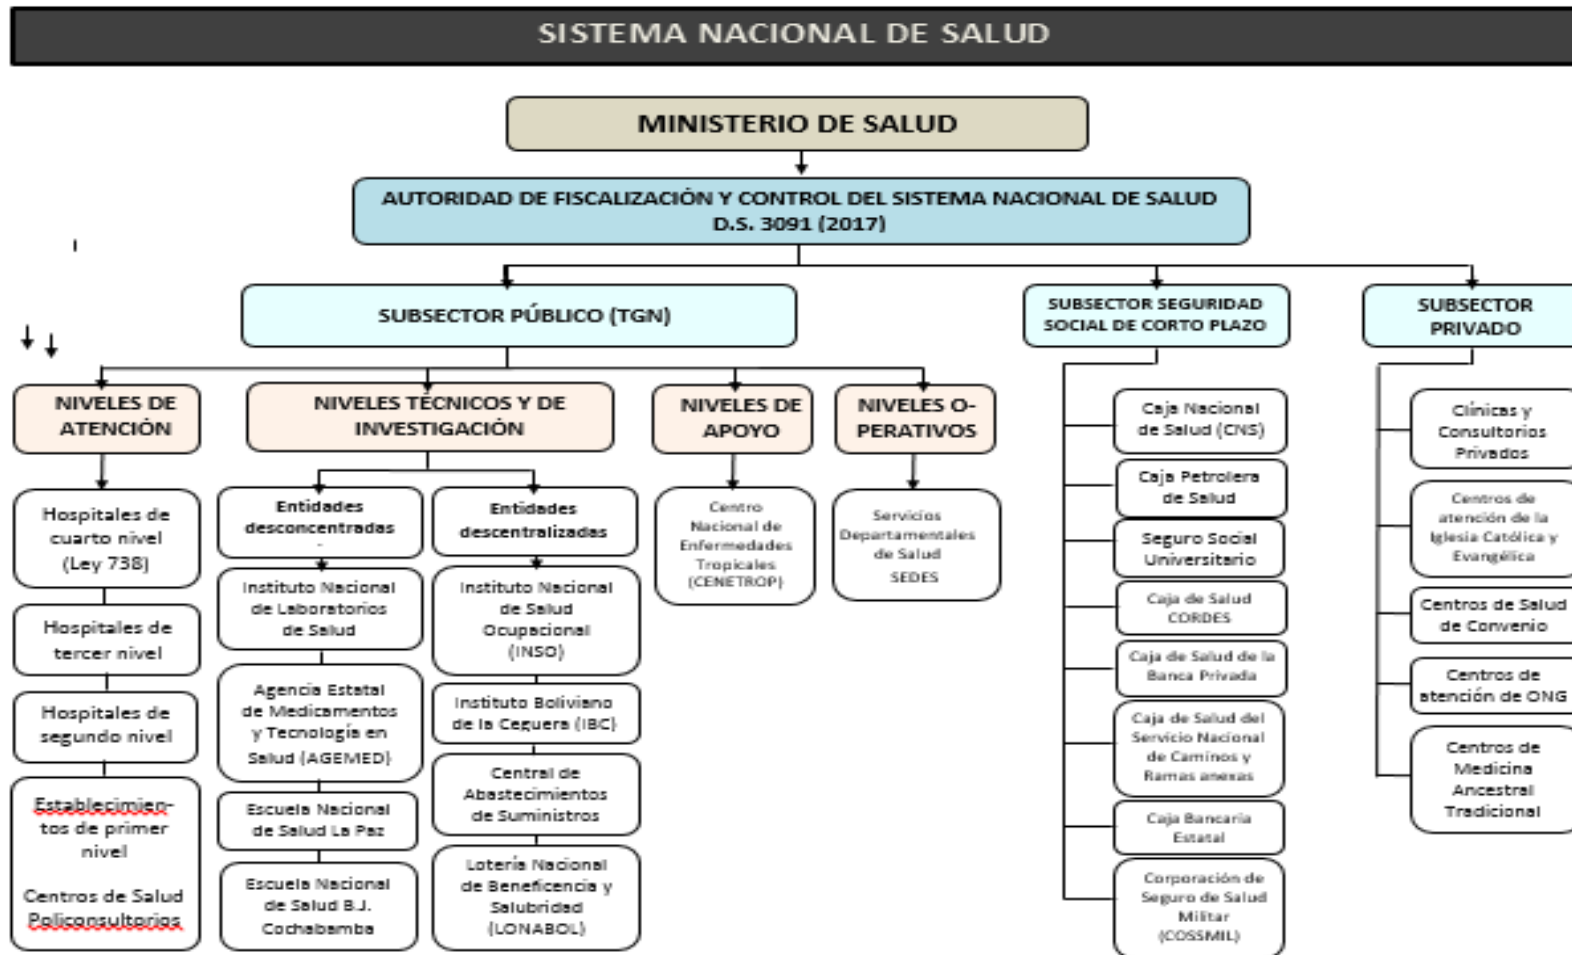 SISTEMA NACIONAL DE SALUD
MINISTERIO DE SALUD
AUTORIDAD DE FISCALIZACIÓN Y CONTROL DEL SISTEMA NACIONAL DE SALUD
D.S. 3091 (2017)
SUBSECTOR PÚBLICO (TGN)
SUBSECTOR SEGURIDAD
SOCIAL DE CORTO PLAZO
SUBSECTOR
PRIVADO
NIVELES DE
ATENCIÓN
NIVELES TÉCNICOS Y DE
INVESTIGACIÓN
NIVELES DE
APOYO
NIVELES O-
PERATIVOS
Hospitales de
cuarto nivel
(Ley 738)
Hospitales de
tercer nivel
Hospitales de
segundo nivel
Establecimien-
tos de primer
nivel
Centros de Salud
Policonsultorios
Entidades
desconcentradas
Instituto Nacional
de Laboratorios
de Salud
Agencia Estatal
de Medicamentos
y Tecnología en
Salud (AGEMED)
Escuela Nacional
de Salud La Paz
Escuela Nacional
de Salud B.J.
Cochabamba
Entidades
descentralizadas
Instituto Nacional
de Salud
Ocupacional
(INSO)
Instituto Boliviano
de la Ceguera (IBC)
Central de
Abastecimientos
de Suministros
Lotería Nacional
de Beneficencia y
Salubridad
(LONABOL)
Centro
Nacional de
Enfermedades
Tropicales
(CENETROP)
Servicios
Departamentales
de Salud
SEDES
Caja Nacional
de Salud (CNS)
Caja Petrolera
de Salud
Seguro Social
Universitario
Caja de Salud
CORDES
Caja de Salud de la
Banca Privada
Caja de Salud del
Servicio Nacional
de Caminos y
Ramas anexas
Caja Bancaria
Estatal
Corporación de
Seguro de Salud
Militar
(COSSMIL)
Clínicas y
Consultorios
Privados
Centros de
atención de la
Iglesia Católica y
Evangélica
Centros de Salud
de Convenio
Centros de
atención de ONG
Centros de
Medicina
Ancestral
Tradicional